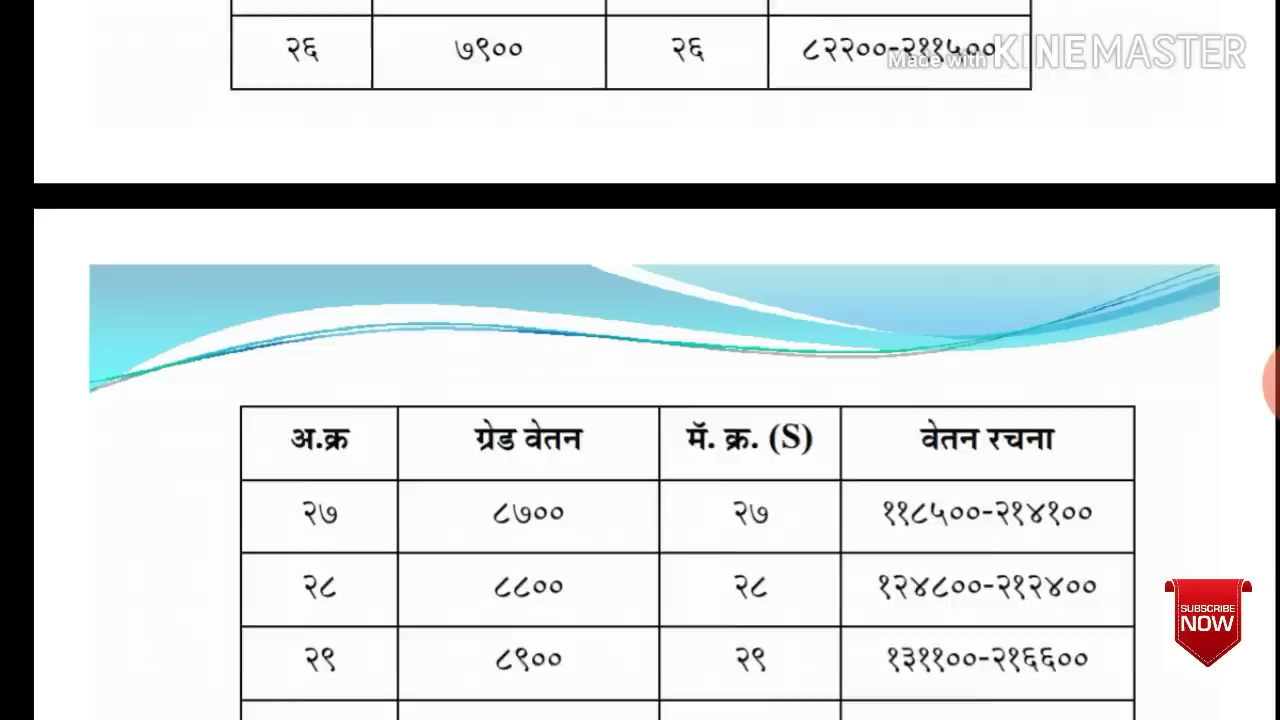 २६ ७९०० २६ ८२२००-२११५००
Made with KINEMASTER
अ.क्र ग्रेड वेतन मॅ. क्र. (S) वेतन रचना
२७ ८७०० २७ ११८५००-२१४१००
२८ ८८०० २८ १२४८००-२१२४००
२९ ८९०० २९ १३११००-२१६६००
SUBSCRIBE
NOW